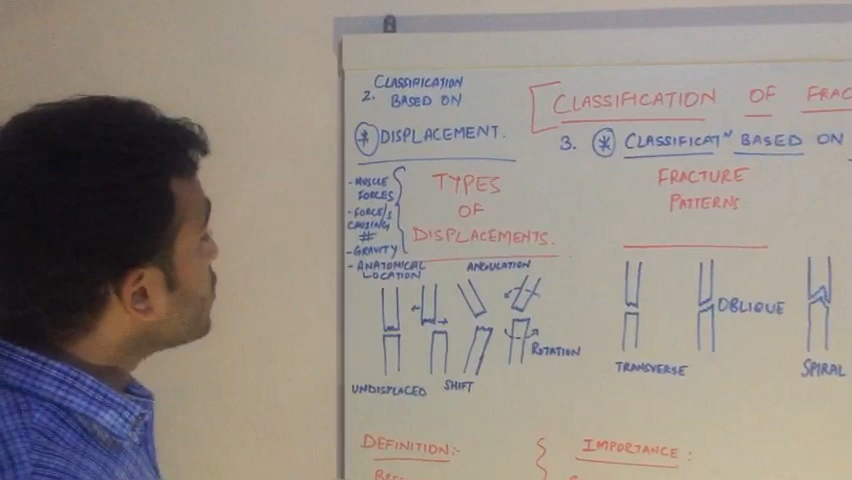 CLASSIFICATION OF FRAC
2. CLASSIFICATION
BASED ON
* DISPLACEMENT.
- MUSCLE
FORCES
- FORCE/S
CAUSING
#
- GRAVITY
- ANATOMICAL
LOCATION
TYPES
OF
DISPLACEMENTS.
ANGULATION
ROTATION
UNDISPLACED
SHIFT
3. * CLASSIFICATN BASED ON
FRACTURE
PATTERNS
OBLIQUE
TRANSVERSE
SPIRAL
DEFINITION:-
IMPORTANCE: